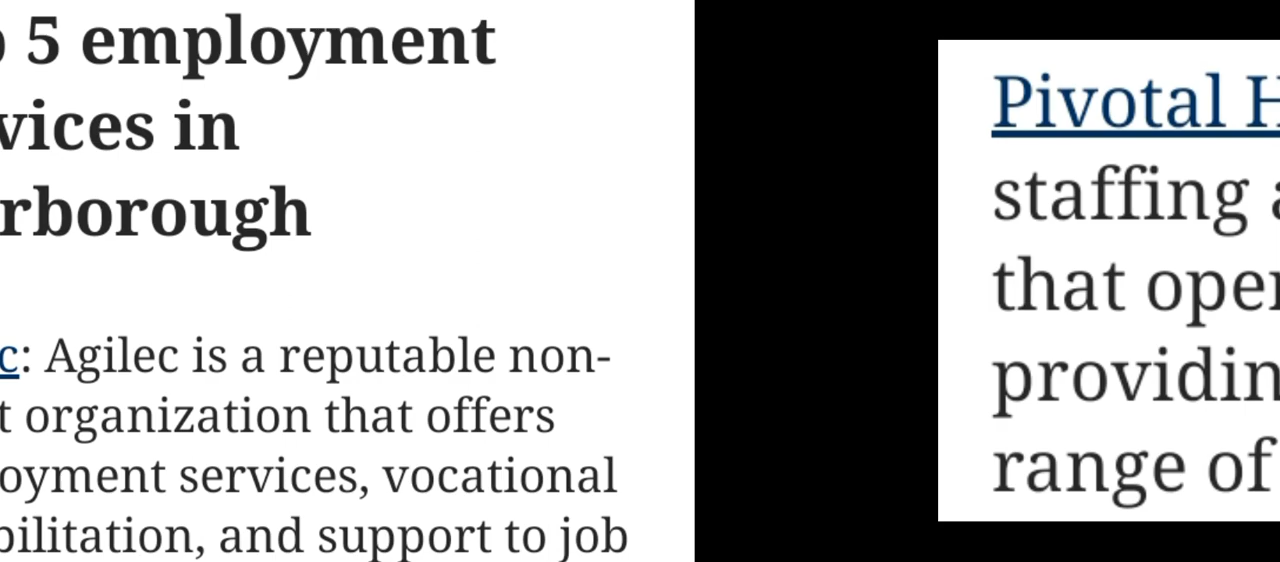 5 employment
vices in
rborough
c: Agilec is a reputable non-
t organization that offers
oyment services, vocational
bilitation, and support to job
Pivotal H
staffing a
that oper
providin
range of